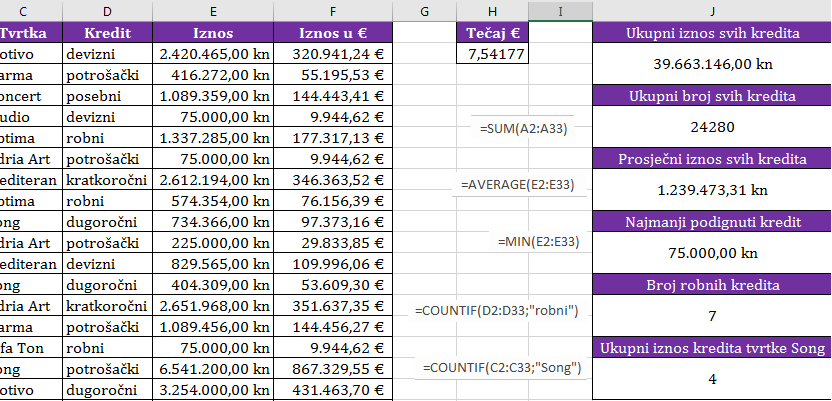 C D E F G H I J
Tvrtka Kredit Iznos Iznos u € Tečaj € Ukupni iznos svih kredita
otivo devizni 2.420.465,00 kn 320.941,24 € 7,54177
39.663.146,00 kn
arma potrošački 416.272,00 kn 55.195,53 €
oncert posebni 1.089.359,00 kn 144.443,41 € Ukupni broj svih kredita
udio devizni 75.000,00 kn 9.944,62 €
=SUM(A2:A33) 24280
ptima robni 1.337.285,00 kn 177.317,13 €
dria Art potrošački 75.000,00 kn 9.944,62 € Prosječni iznos svih kredita
editeran kratkoročni 2.612.194,00 kn 346.363,52 €
=AVERAGE(E2:E33) 1.239.473,31 kn
ptima robni 574.354,00 kn 76.156,39 €
ong dugoročni 734.366,00 kn 97.373,16 € Najmanji podignuti kredit
dria Art potrošački 225.000,00 kn 29.833,85 €
=MIN(E2:E33) 75.000,00 kn
editeran devizni 829.565,00 kn 109.996,06 €
ong dugoročni 404.309,00 kn 53.609,30 € Broj robnih kredita
dria Art kratkoročni 2.651.968,00 kn 351.637,35 €
=COUNTIF(D2:D33;"robni") 7
arma potrošački 1.089.456,00 kn 144.456,27 €
fa Ton robni 75.000,00 kn 9.944,62 € Ukupni iznos kredita tvrtke Song
ong potrošački 6.541.200,00 kn 867.329,55 €
=COUNTIF(C2:C33;"Song") 4
otivo dugoročni 3.254.000,00 kn 431.463,70 €